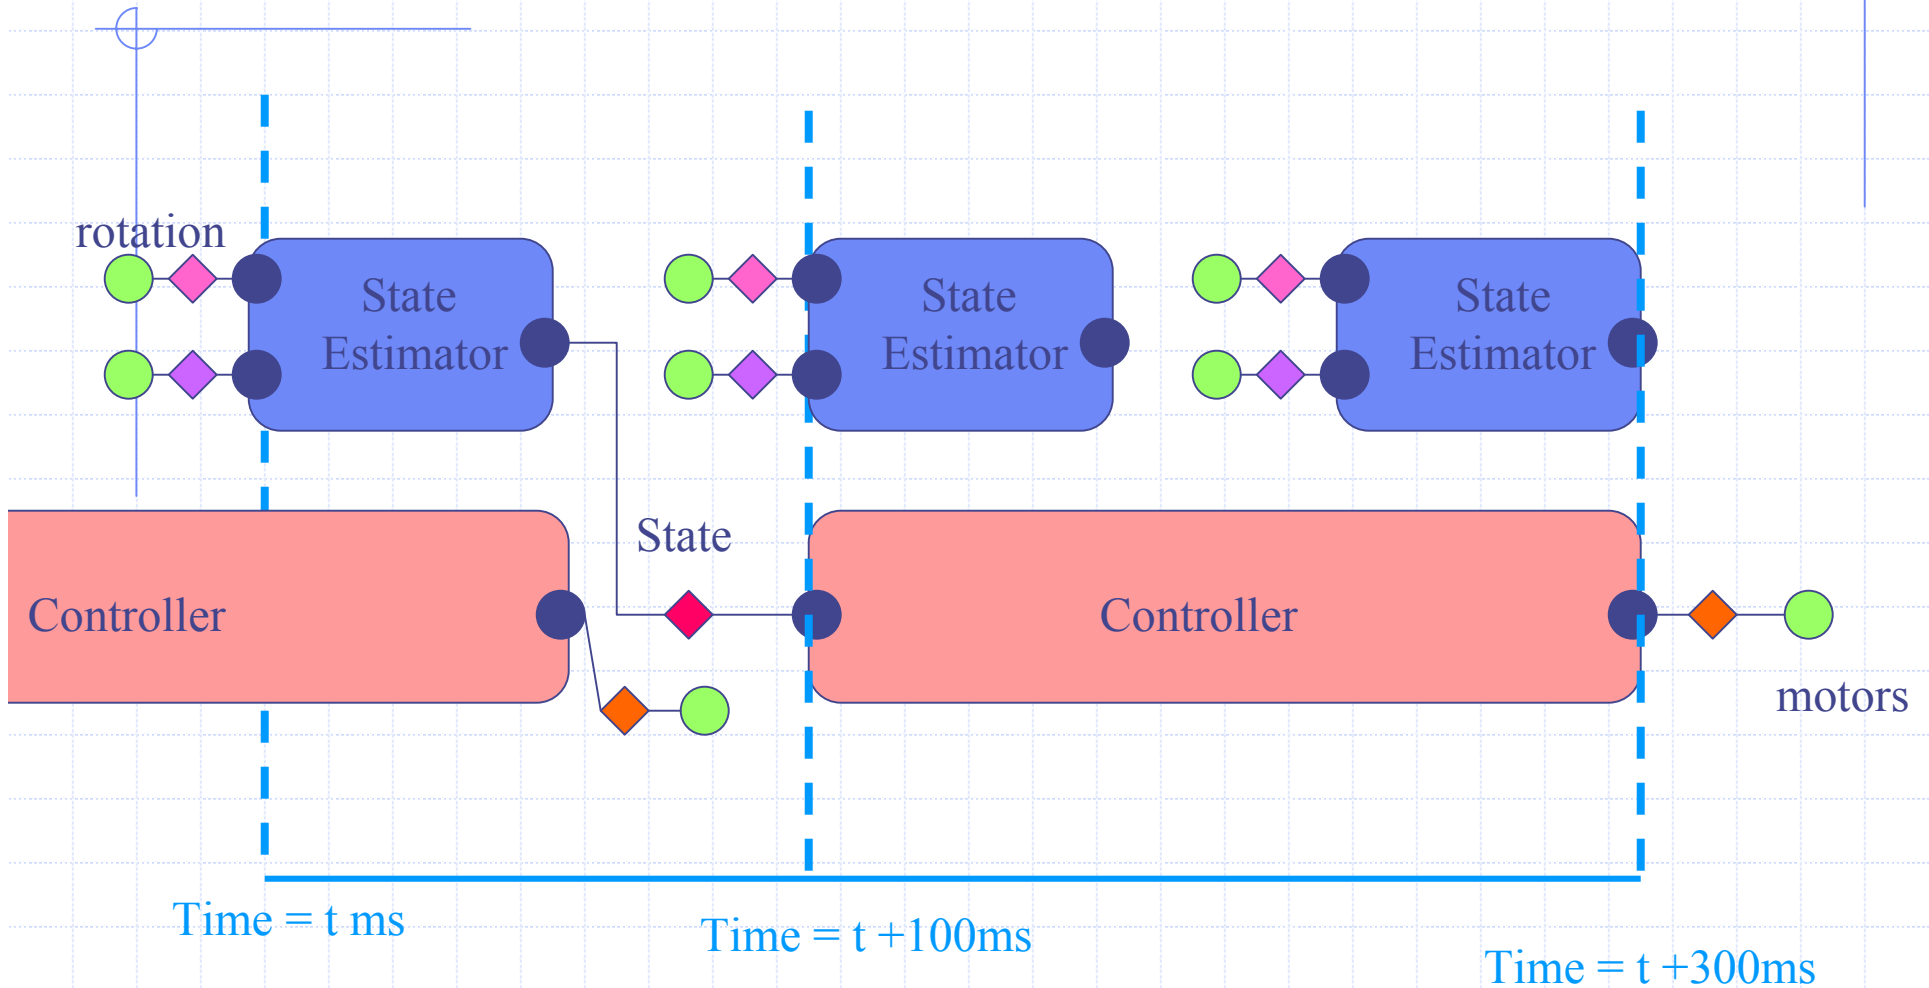 rotation
State
Estimator
State
Estimator
State
Estimator
State
Controller
Controller
motors
Time = t ms
Time = t +100ms
Time = t +300ms